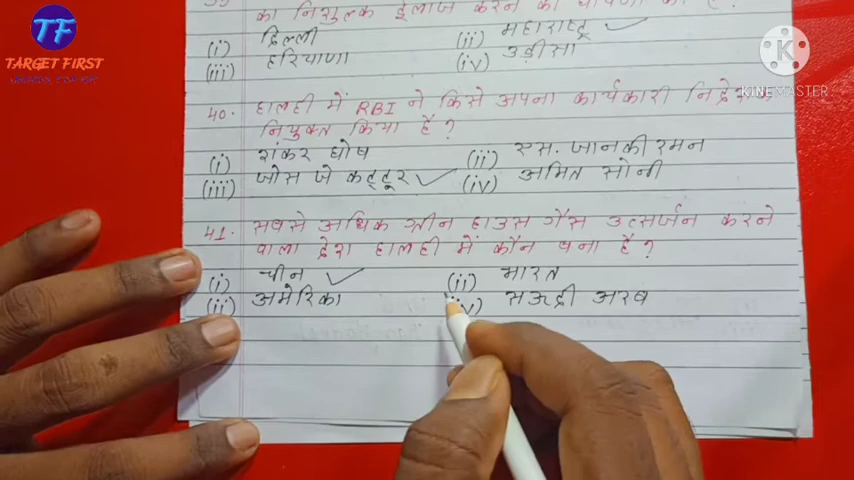 TF
TARGET FIRST
KINEMASTER
39
का निशुल्क ईलाज करने की घोषणा की है ?
(i) दिल्ली (ii) महाराष्ट्र ✓
(iii) हरियाणा (iv) उड़ीसा
40. हालही में RBI ने किसे अपना कार्यकारी निदेशक
नियुक्त किया है ?
(i) शंकर घोष (ii) एस. जानकीरमन
(iii) जोस जे कट्टूर ✓ (iv) अमित सोनी
41. सबसे अधिक ग्रीन हाउस गैस उत्सर्जन करने
वाला देश हालही में कौन बना है ?
(i) चीन ✓ (ii) भारत
(ii) अमेरिका (iv) सऊदी अरब